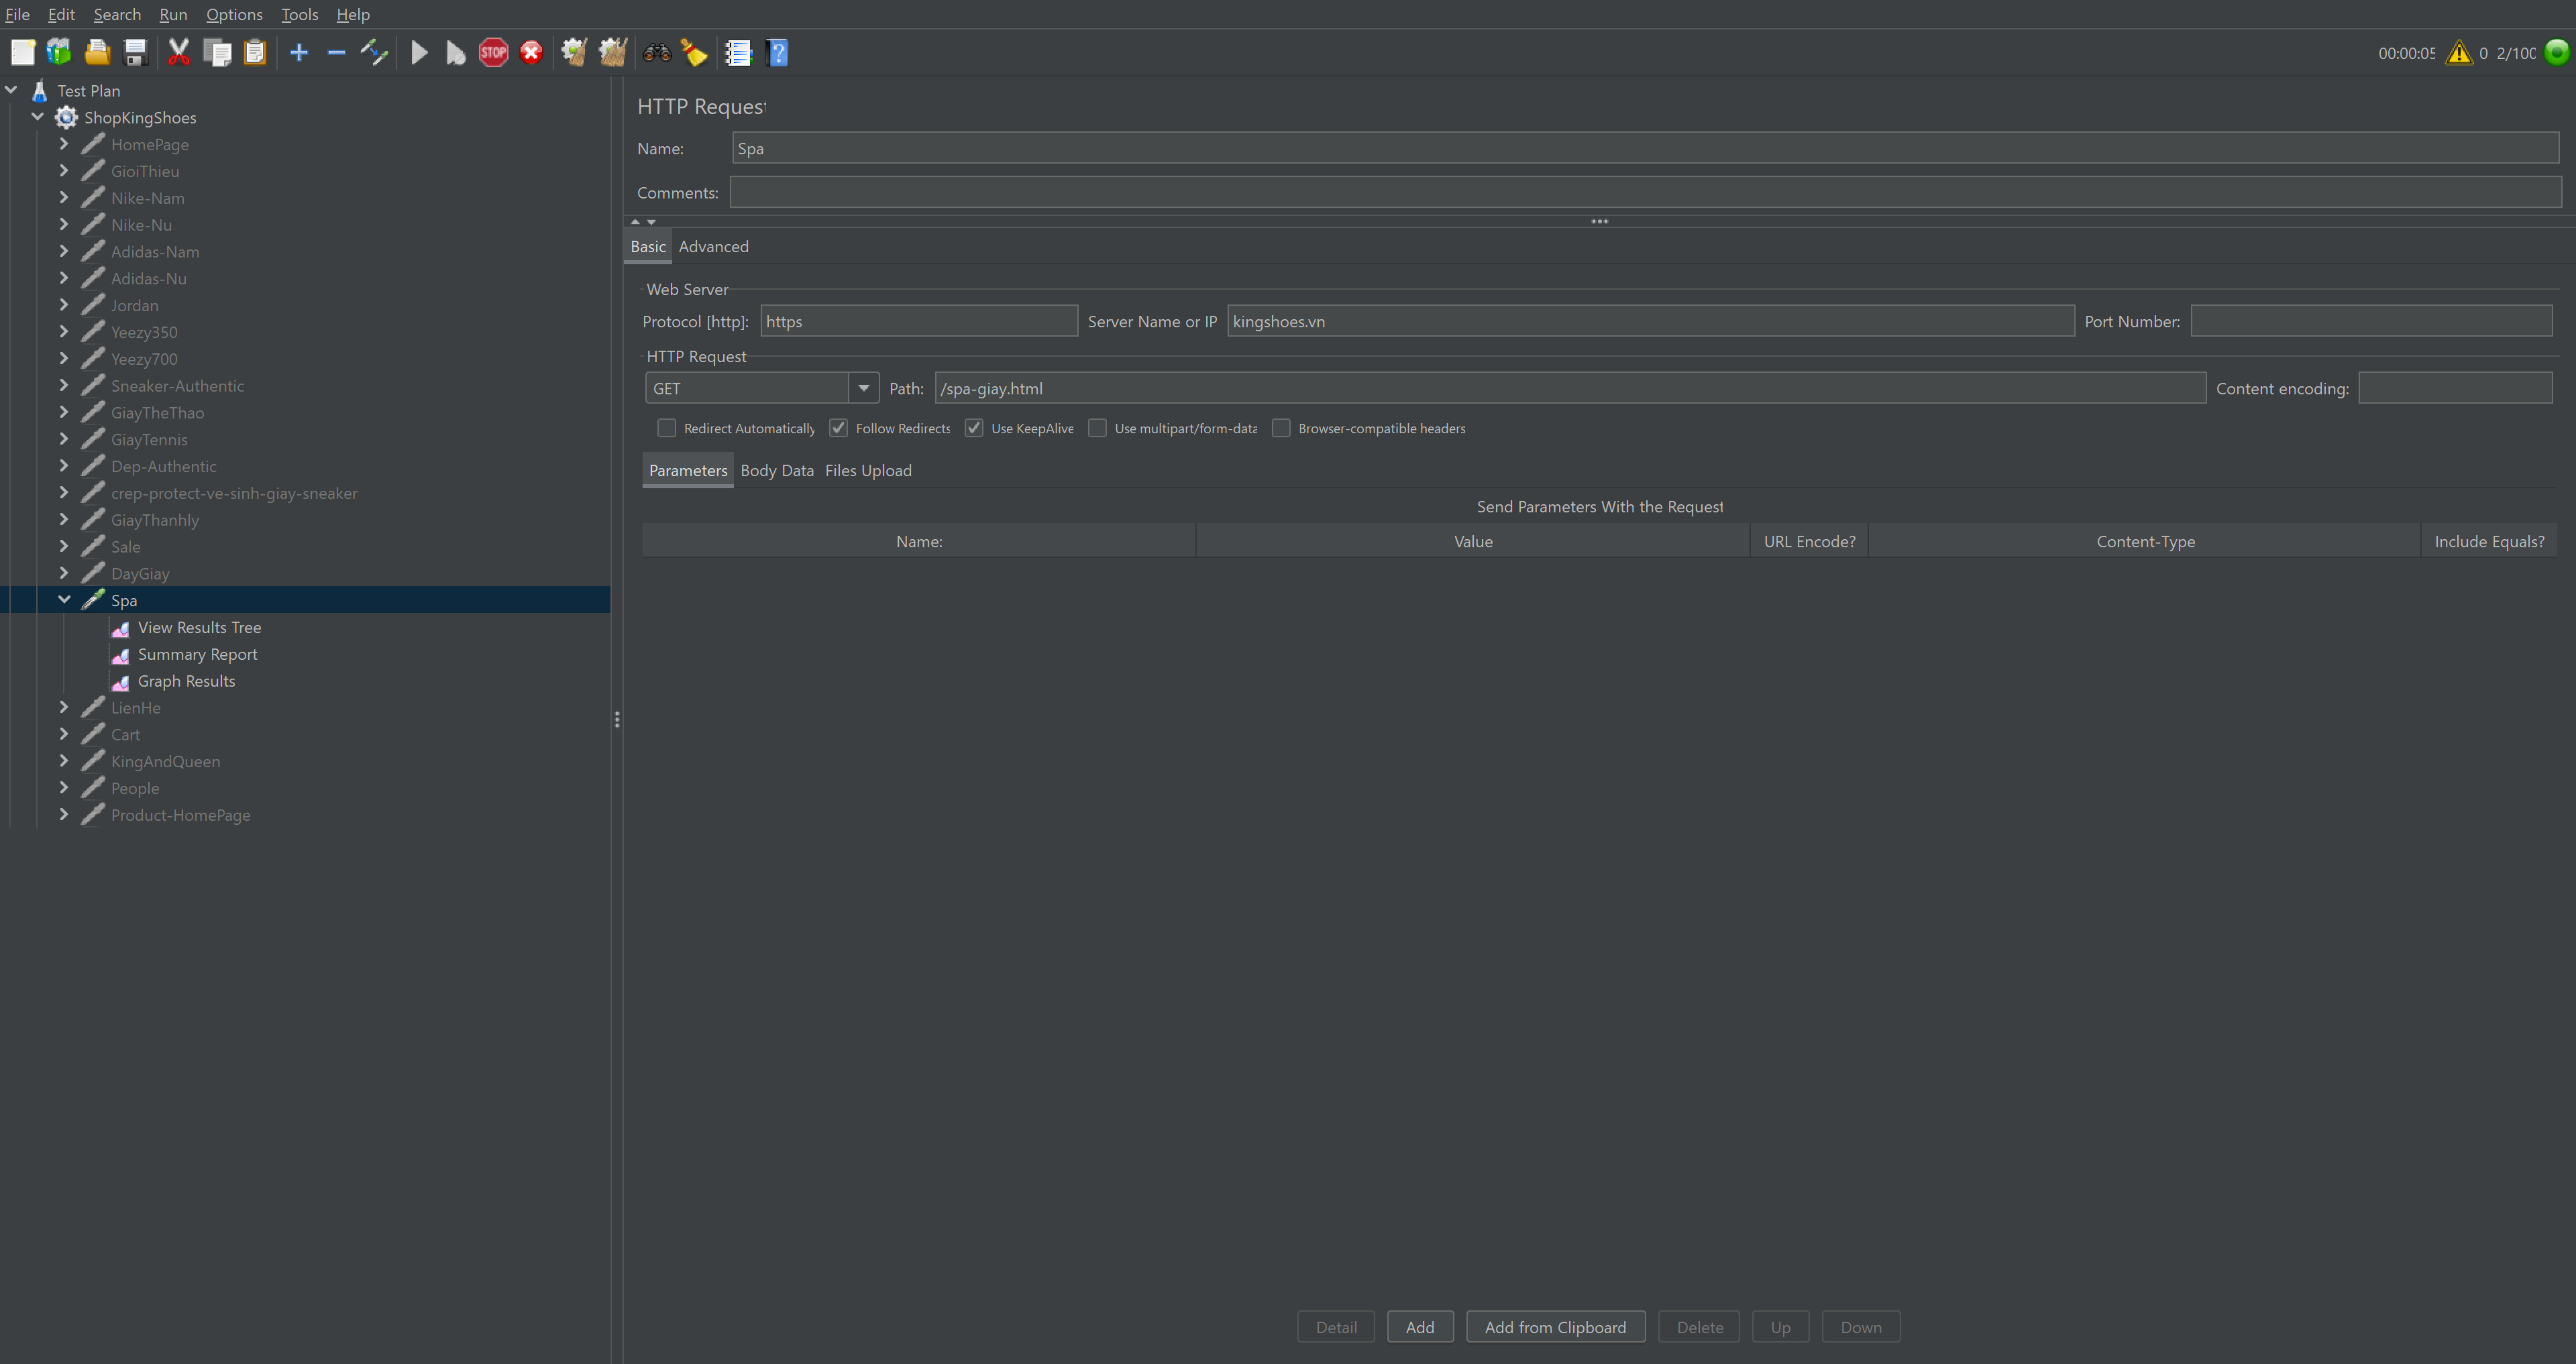 File Edit Search Run Options Tools Help
STOP
00:00:05 0 2/100
Test Plan
ShopKingShoes
HomePage
GioiThieu
Nike-Nam
Nike-Nu
Adidas-Nam
Adidas-Nu
Jordan
Yeezy350
Yeezy700
Sneaker-Authentic
GiayTheThao
GiayTennis
Dep-Authentic
crep-protect-ve-sinh-giay-sneaker
GiayThanhly
Sale
DayGiay
Spa
View Results Tree
Summary Report
Graph Results
LienHe
Cart
KingAndQueen
People
Product-HomePage
HTTP Request
Name: Spa
Comments:
Basic Advanced
Web Server
Protocol [http]: https Server Name or IP kingshoes.vn Port Number:
HTTP Request
GET Path: /spa-giay.html Content encoding:
Redirect Automatically Follow Redirects Use KeepAlive Use multipart/form-data Browser-compatible headers
Parameters Body Data Files Upload
Send Parameters With the Request
Name: Value URL Encode? Content-Type Include Equals?
Detail Add Add from Clipboard Delete Up Down